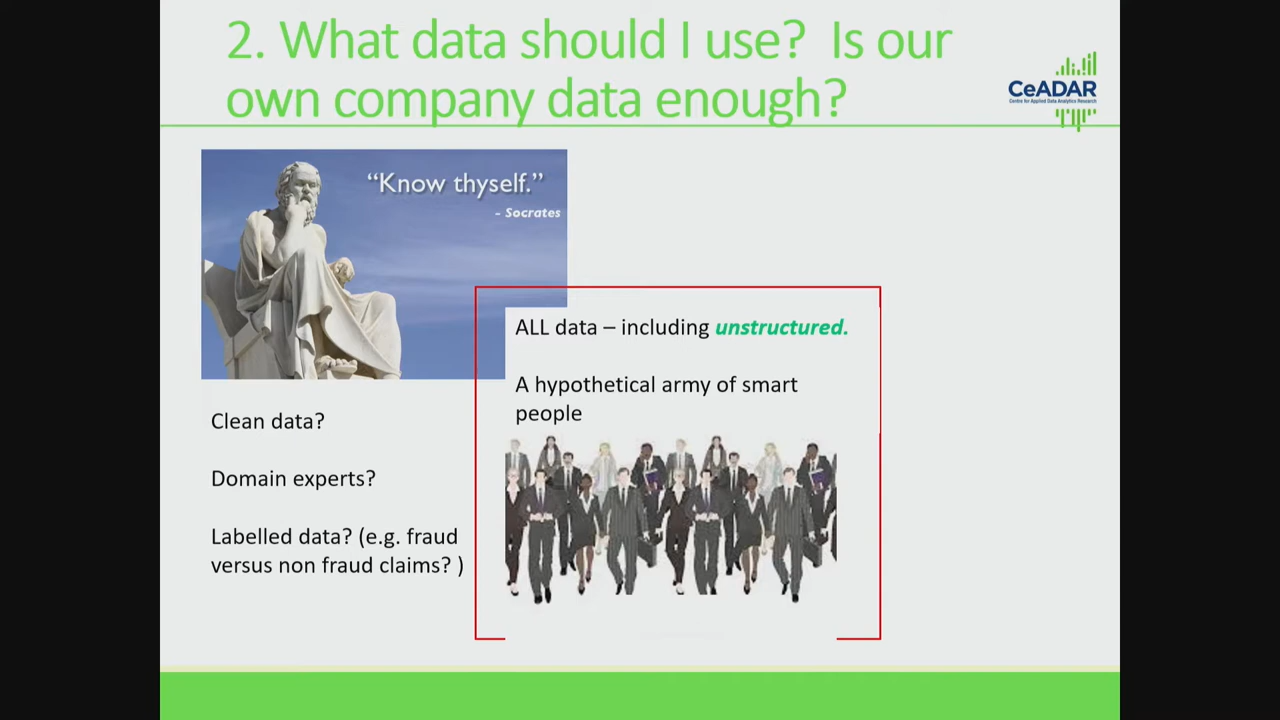 2. What data should I use? Is our
own company data enough?
CeADAR
Centre for Applied Data Analytics Research
“Know thyself.”
- Socrates
ALL data – including unstructured.
A hypothetical army of smart
people
Clean data?
Domain experts?
Labelled data? (e.g. fraud
versus non fraud claims? )